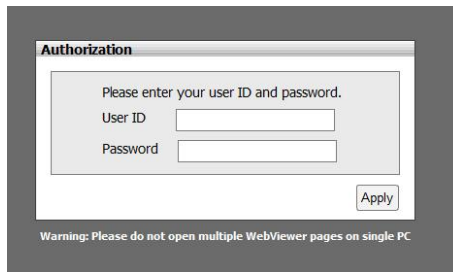 Authorization
Please enter your user ID and password.
User ID
Password
Apply
Warning: Please do not open multiple WebViewer pages on single PC